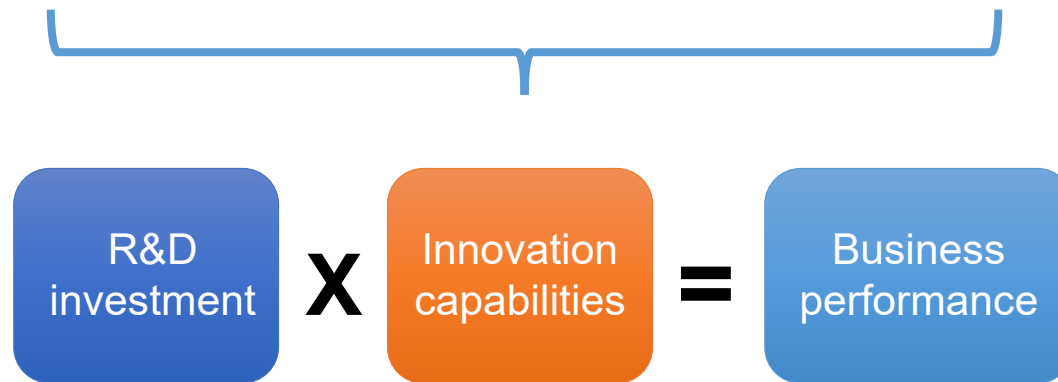 R&D
investment
X
Innovation
capabilities
=
Business
performance